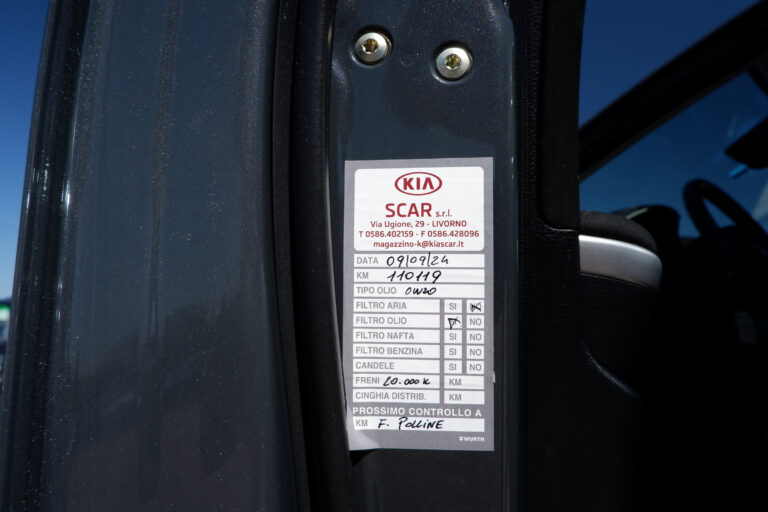 KIA
SCAR s.r.l.
Via Ugione, 29 - LIVORNO
T 0586.402159 - F 0586.428096
magazzino-k@kiascar.it
DATA 09/09/24
KM 110119
TIPO OLIO 0W20
FILTRO ARIA SI NO
FILTRO OLIO SI NO
FILTRO NAFTA SI NO
FILTRO BENZINA SI NO
CANDELE SI NO
FRENI 20.000 K KM
CINGHIA DISTRIB. KM
PROSSIMO CONTROLLO A
KM F. POLLINE
WÜRTH